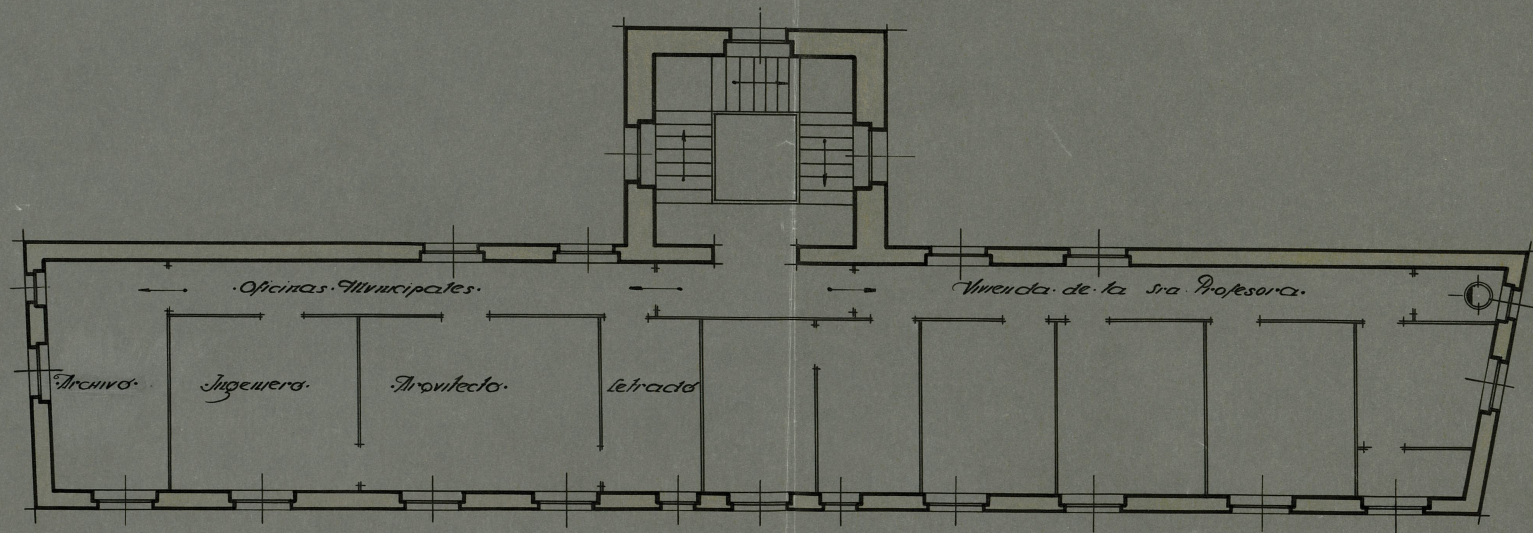 ·Oficinas·Municipales·
Vivienda·de·la sra·Profesora·
·Archivo·
·Ingeniero·
·Arquitecto·
Letrado